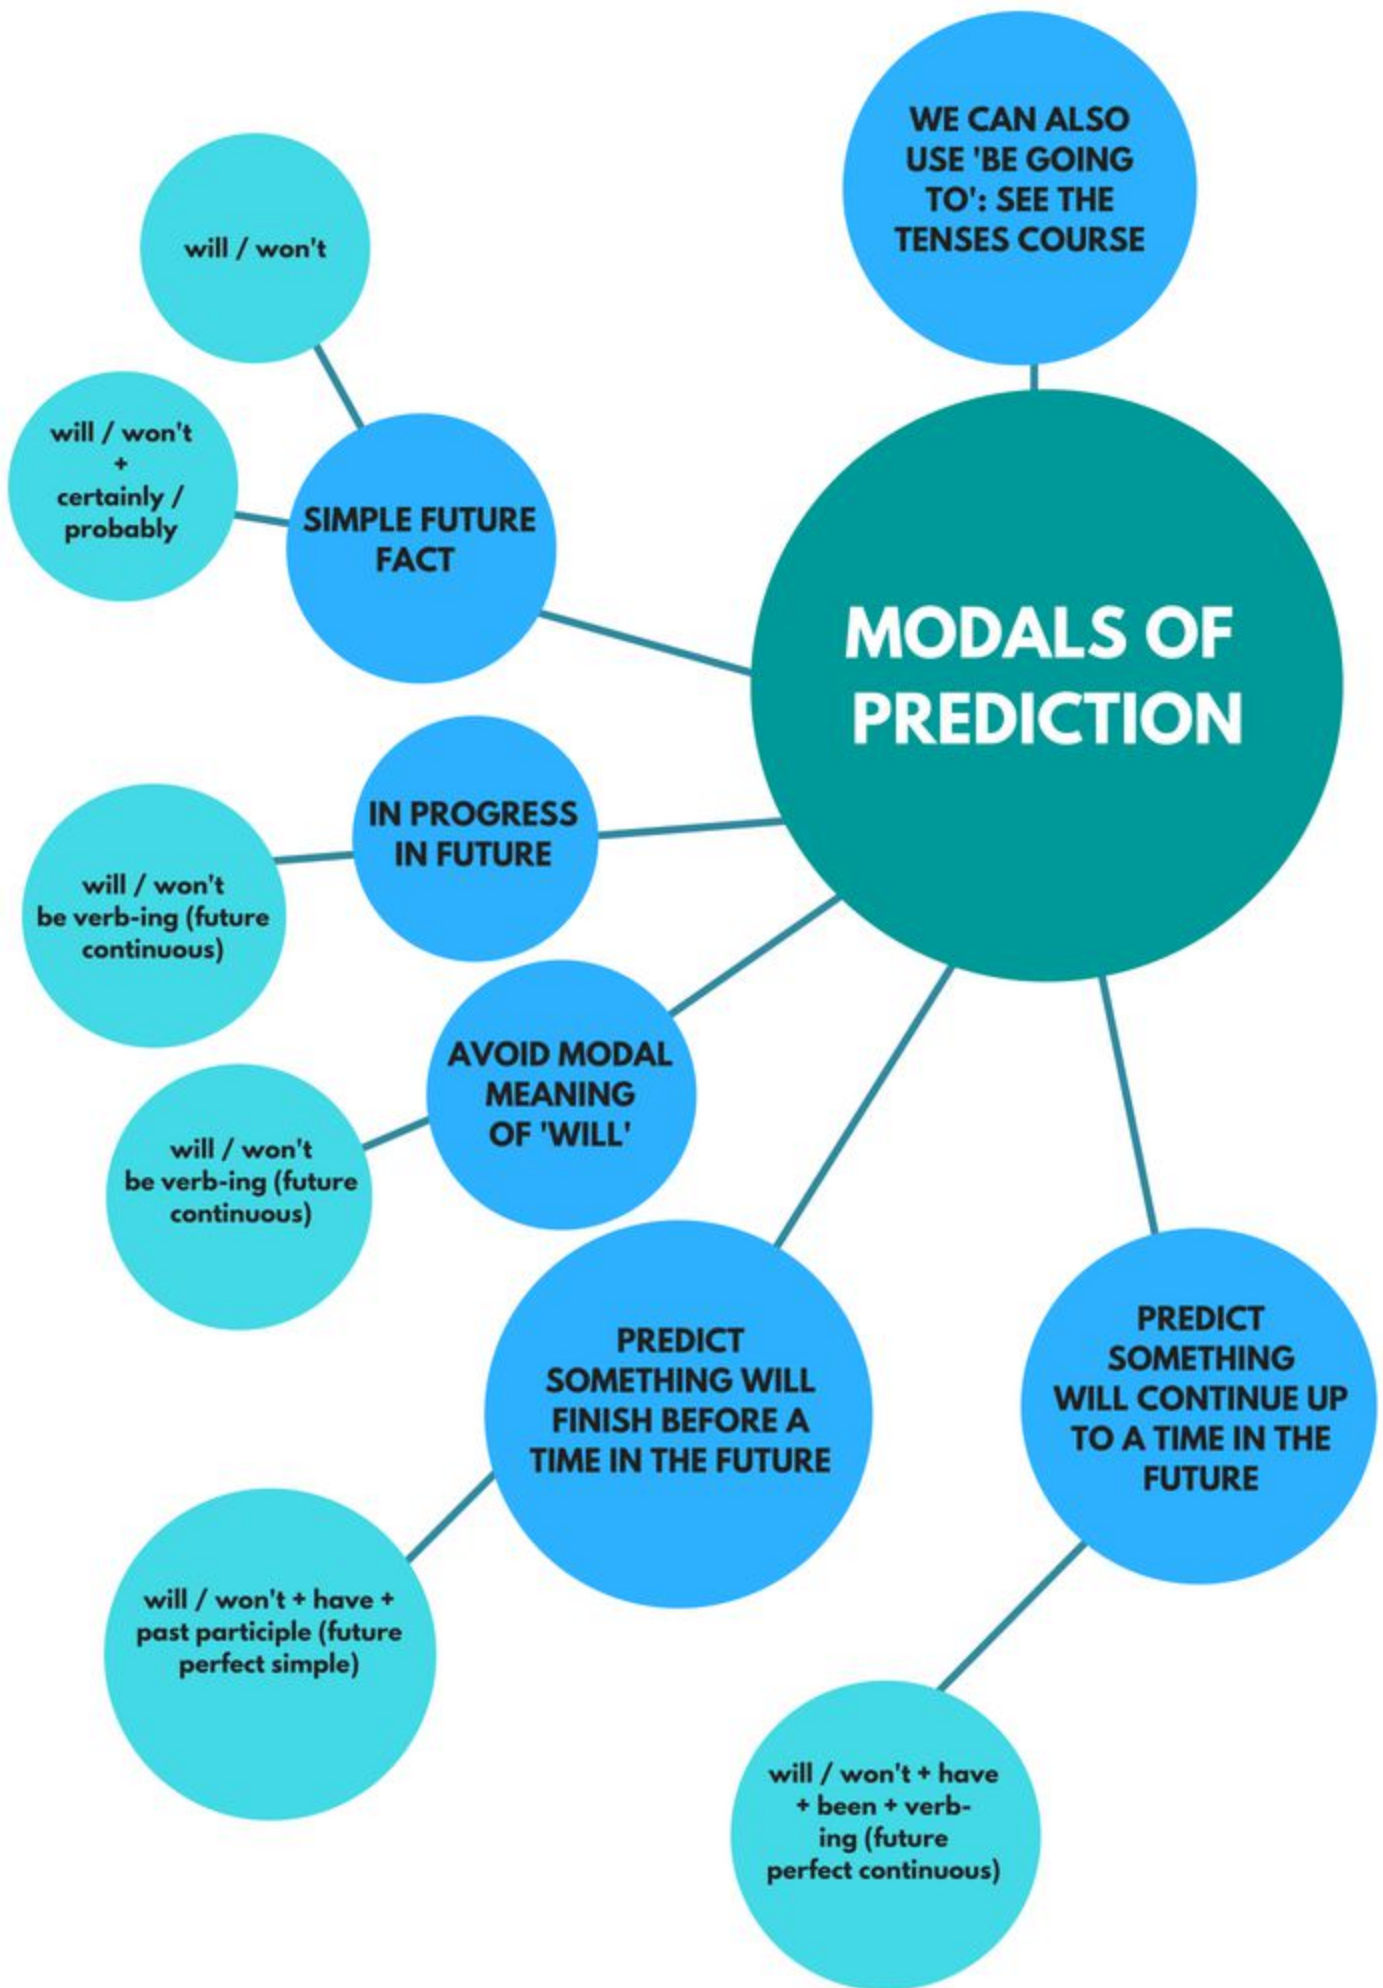 WE CAN ALSO
USE 'BE GOING
TO': SEE THE
TENSES COURSE
will / won't
will / won't
+
certainly /
probably
SIMPLE FUTURE
FACT
MODALS OF
PREDICTION
IN PROGRESS
IN FUTURE
will / won't
be verb-ing (future
continuous)
AVOID MODAL
MEANING
OF 'WILL'
will / won't
be verb-ing (future
continuous)
PREDICT
SOMETHING WILL
FINISH BEFORE A
TIME IN THE FUTURE
PREDICT
SOMETHING
WILL CONTINUE UP
TO A TIME IN THE
FUTURE
will / won't + have +
past participle (future
perfect simple)
will / won't + have
+ been + verb-
ing (future
perfect continuous)